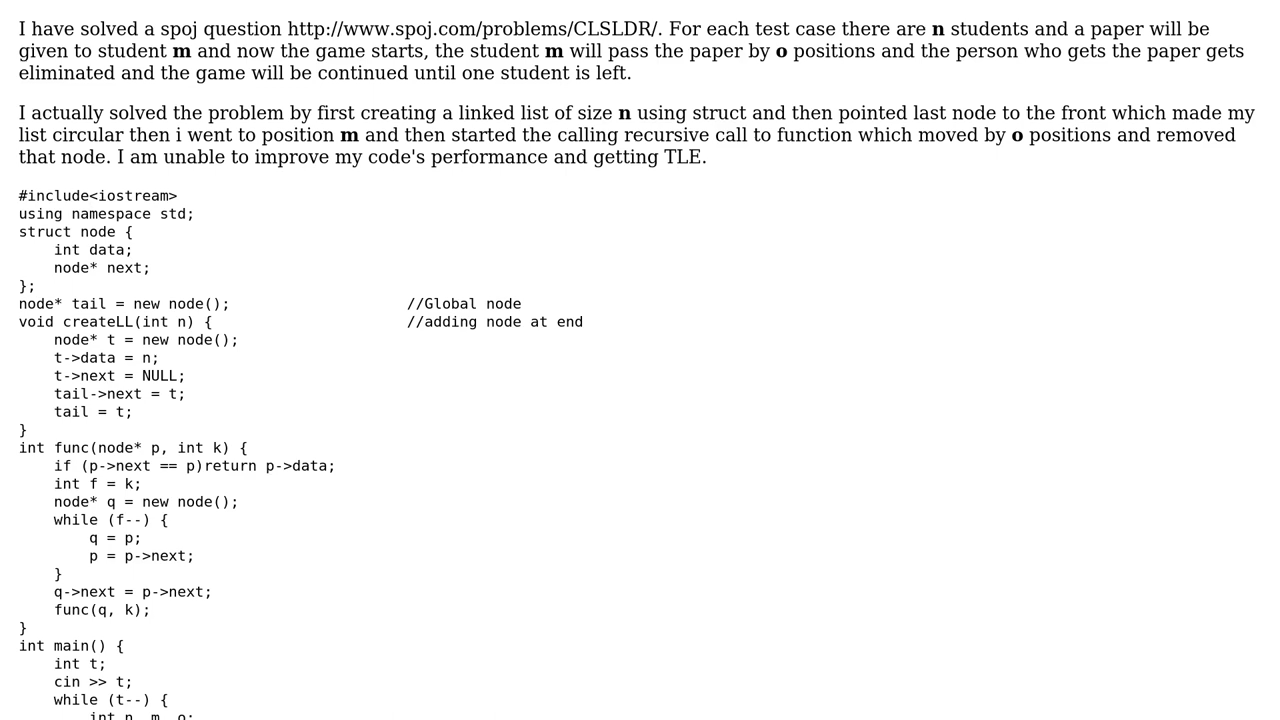 I have solved a spoj question http://www.spoj.com/problems/CLSLDR/. For each test case there are n students and a paper will be
given to student m and now the game starts, the student m will pass the paper by o positions and the person who gets the paper gets
eliminated and the game will be continued until one student is left.
I actually solved the problem by first creating a linked list of size n using struct and then pointed last node to the front which made my
list circular then i went to position m and then started the calling recursive call to function which moved by o positions and removed
that node. I am unable to improve my code's performance and getting TLE.
#include<iostream>
using namespace std;
struct node {
    int data;
    node* next;
};
node* tail = new node();                    //Global node
void createLL(int n) {                      //adding node at end
    node* t = new node();
    t->data = n;
    t->next = NULL;
    tail->next = t;
    tail = t;
}
int func(node* p, int k) {
    if (p->next == p)return p->data;
    int f = k;
    node* q = new node();
    while (f--) {
        q = p;
        p = p->next;
    }
    q->next = p->next;
    func(q, k);
}
int main() {
    int t;
    cin >> t;
    while (t--) {
        int n, m, o;